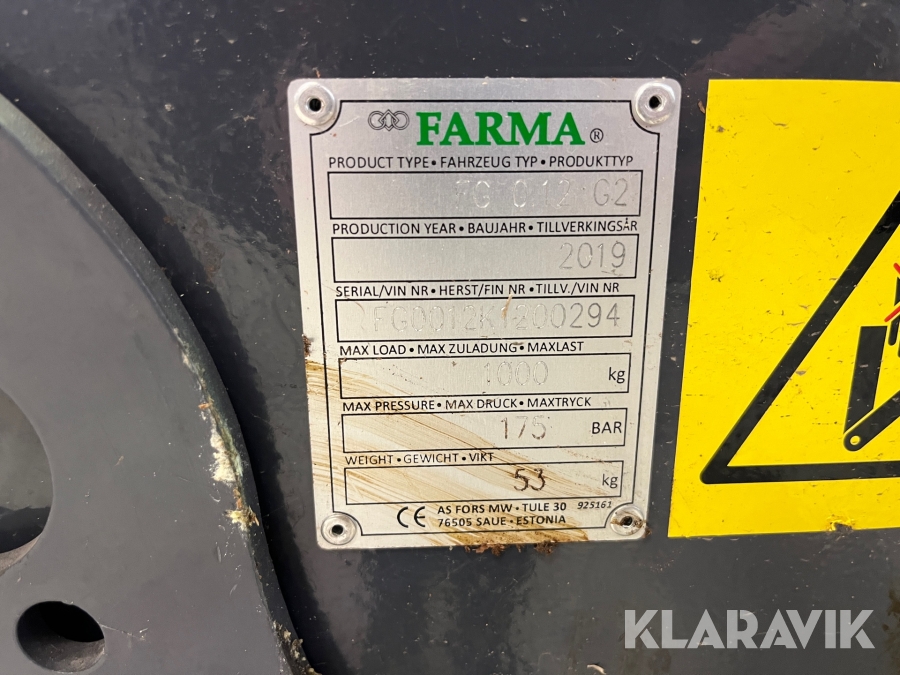 FARMA®
PRODUCT TYPE • FAHRZEUG TYP • PRODUKTTYP
G2
PRODUCTION YEAR • BAUJAHR • TILLVERKINGSÅR
2019
SERIAL/VIN NR • HERST/FIN NR • TILLV./VIN NR
MAX LOAD • MAX ZULADUNG • MAXLAST
1000 kg
MAX PRESSURE • MAX DRUCK • MAXTRYCK
175 BAR
WEIGHT • GEWICHT • VIKT
53 kg
CE AS FORS MW • TULE 30 925161
76505 SAUE • ESTONIA
KLARAVIK